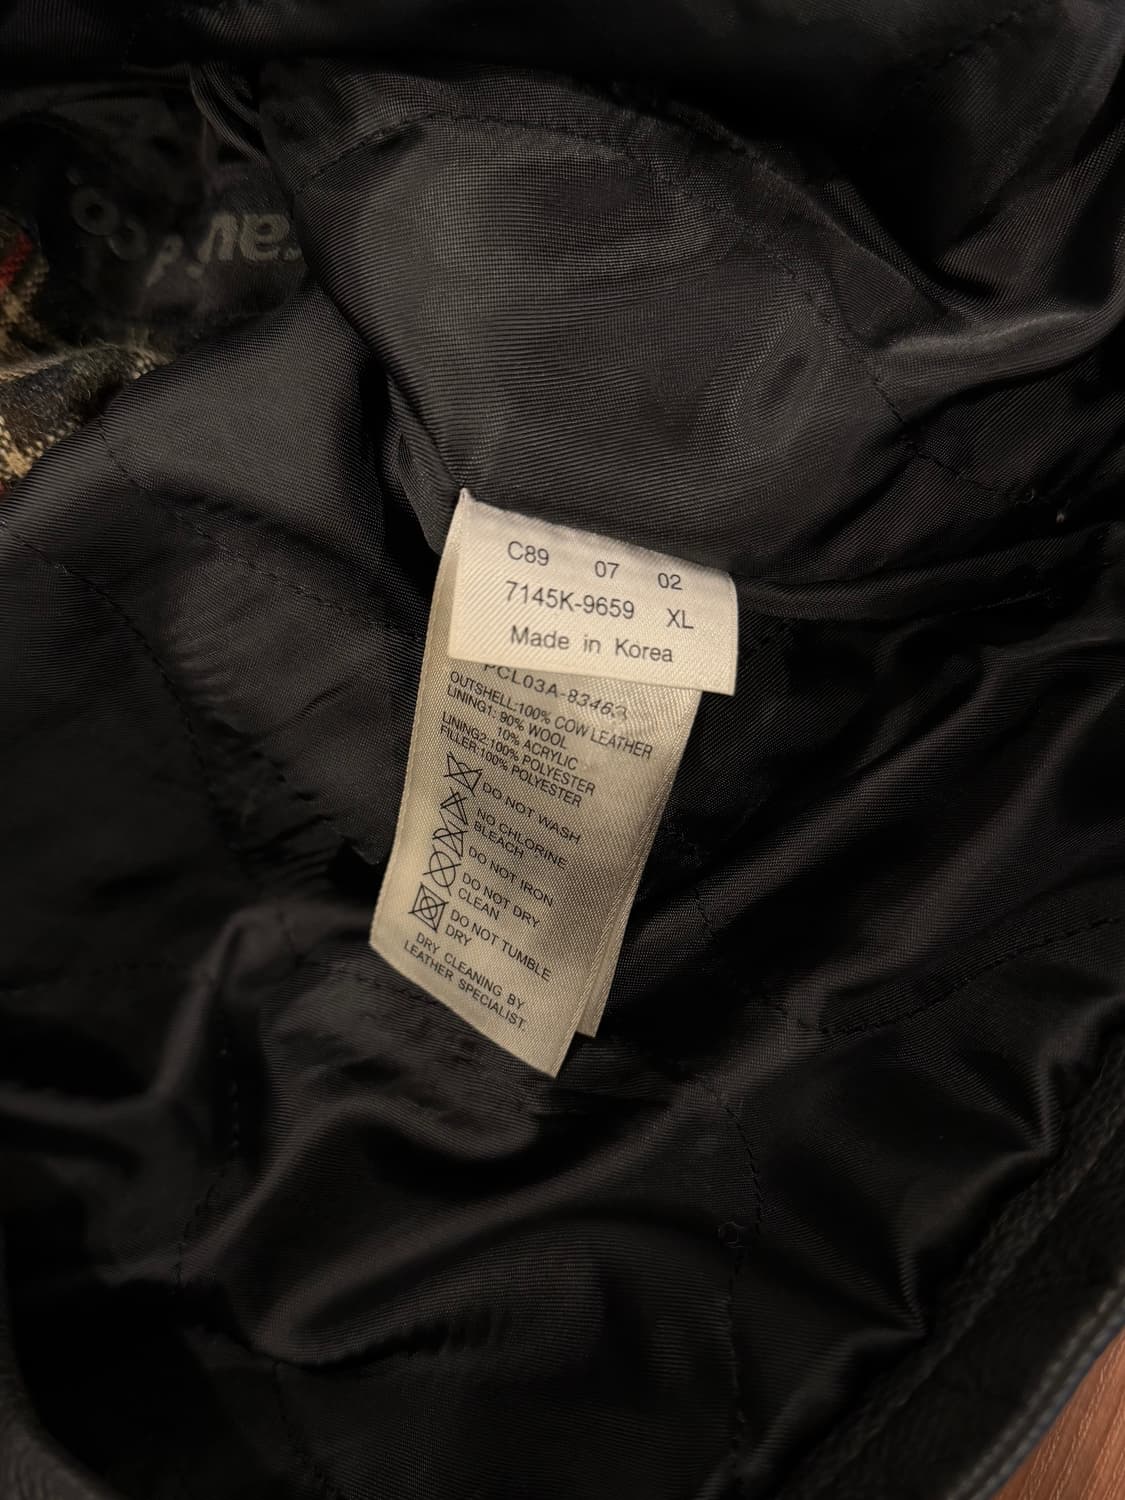 C89 07 02
7145K-9659 XL
Made in Korea
PCL03A-83463
OUTSHELL:100% COW LEATHER
LINING1: 90% WOOL
10% ACRYLIC
LINING2:100% POLYESTER
FILLER:100% POLYESTER
DO NOT WASH
NO CHLORINE
BLEACH
DO NOT IRON
DO NOT DRY
CLEAN
DO NOT TUMBLE
DRY
DRY CLEANING BY
LEATHER SPECIALIST.